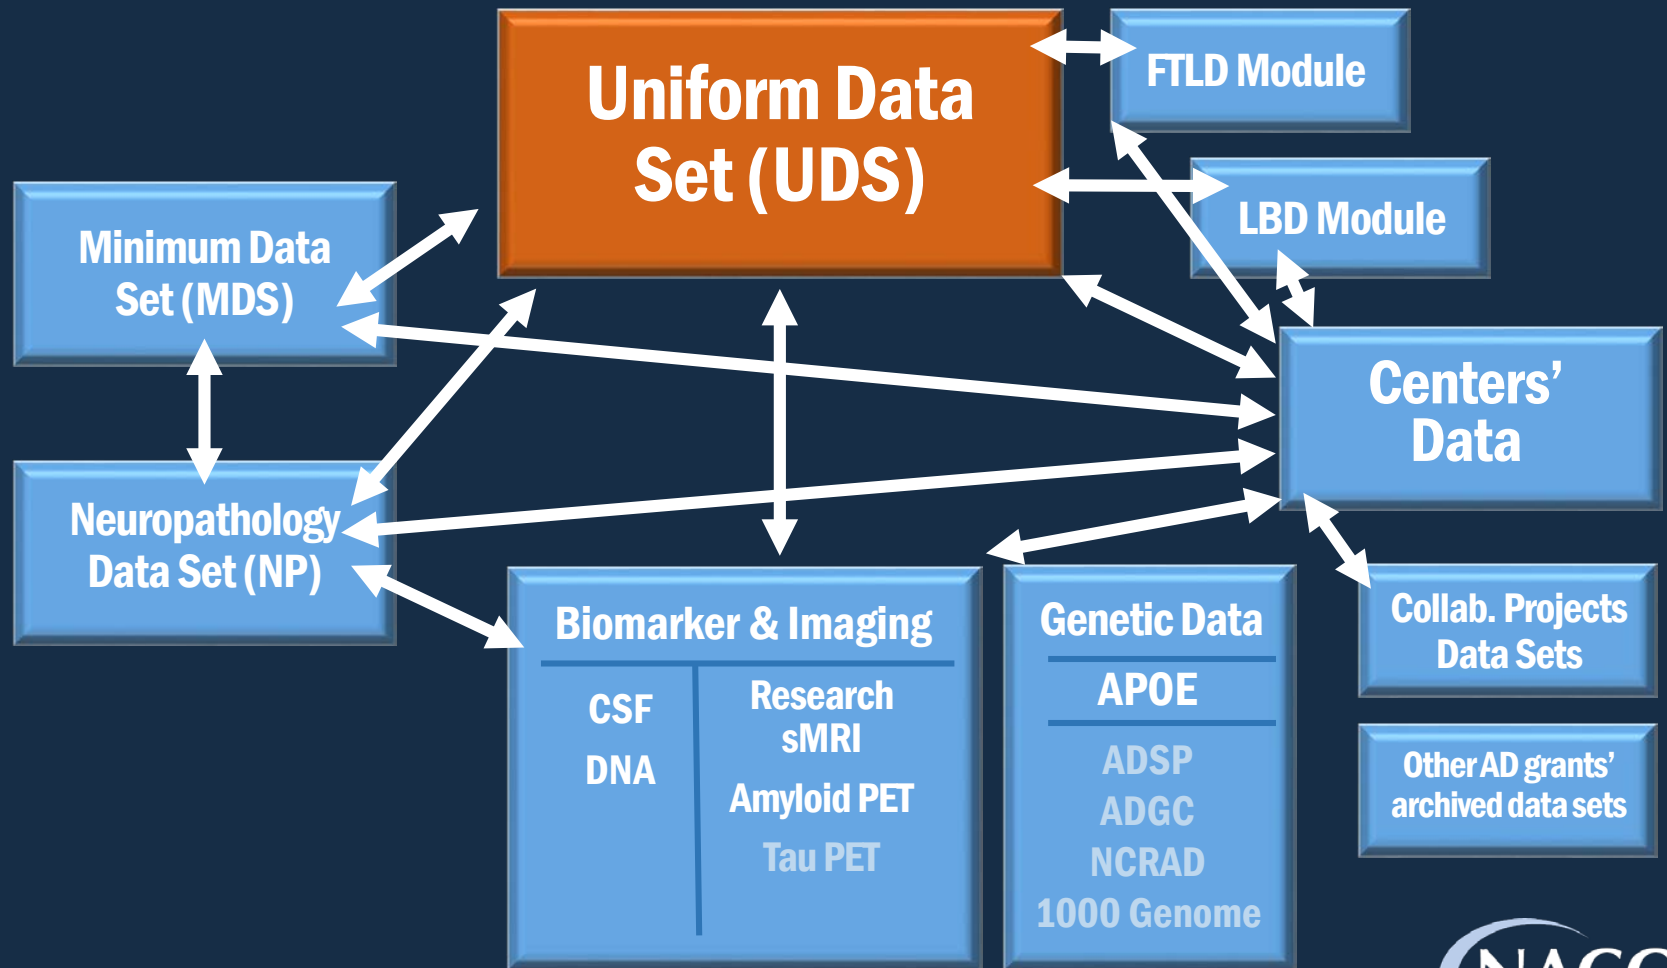 Uniform Data
Set (UDS)
FTLD Module
LBD Module
Minimum Data
Set (MDS)
Centers’
Data
Neuropathology
Data Set (NP)
Biomarker & Imaging
CSF
DNA
Research
sMRI
Amyloid PET
Tau PET
Genetic Data
APOE
ADSP
ADGC
NCRAD
1000 Genome
Collab. Projects
Data Sets
Other AD grants’
archived data sets
NACC